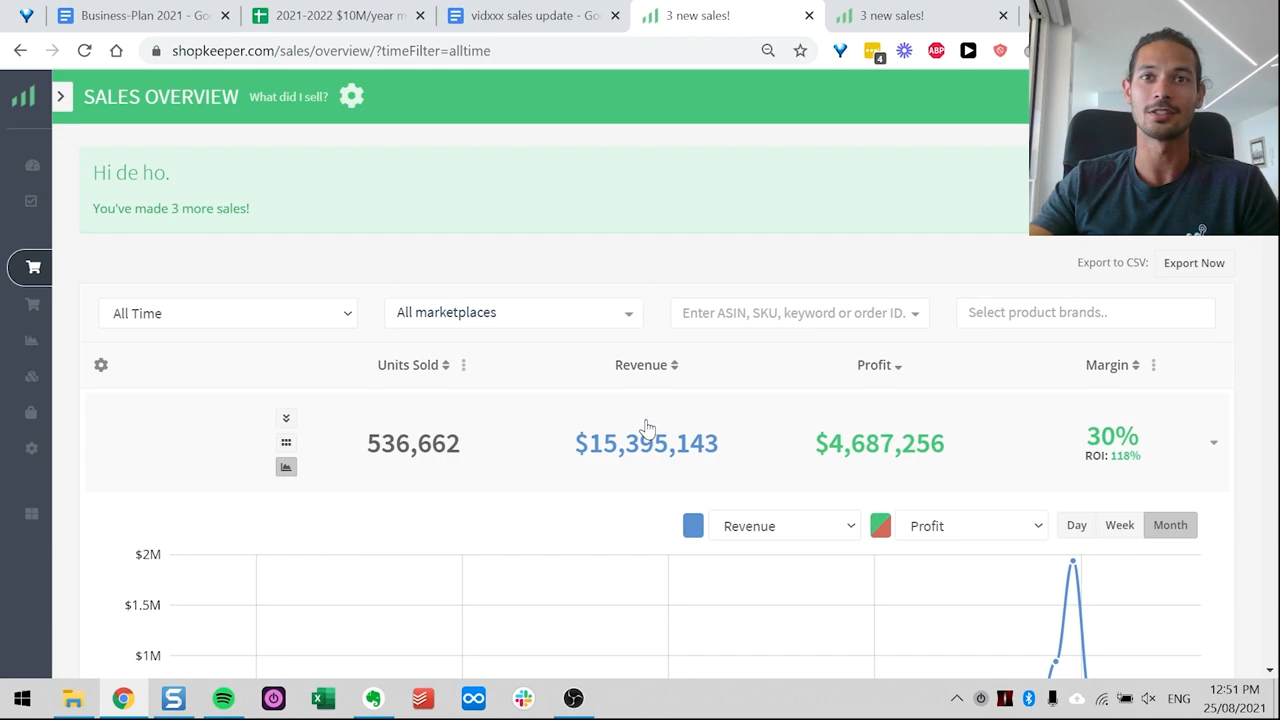 Business-Plan 2021 - Go
2021-2022 $10M/year m
vidxox sales update - Go
3 new sales!
3 new sales!
shopkeeper.com/sales/overview/?timeFilter=alltime
4
ABP
SALES OVERVIEW What did I sell?
Hi de ho.
You've made 3 more sales!
Export to CSV: Export Now
All Time
All marketplaces
Enter ASIN, SKU, keyword or order ID.
Select product brands..
Units Sold
Revenue
Profit
Margin
536,662
$15,395,143
$4,687,256
30%
ROI: 118%
Revenue
Profit
Day
Week
Month
$2M
$1.5M
$1M
ENG
12:51 PM
25/08/2021